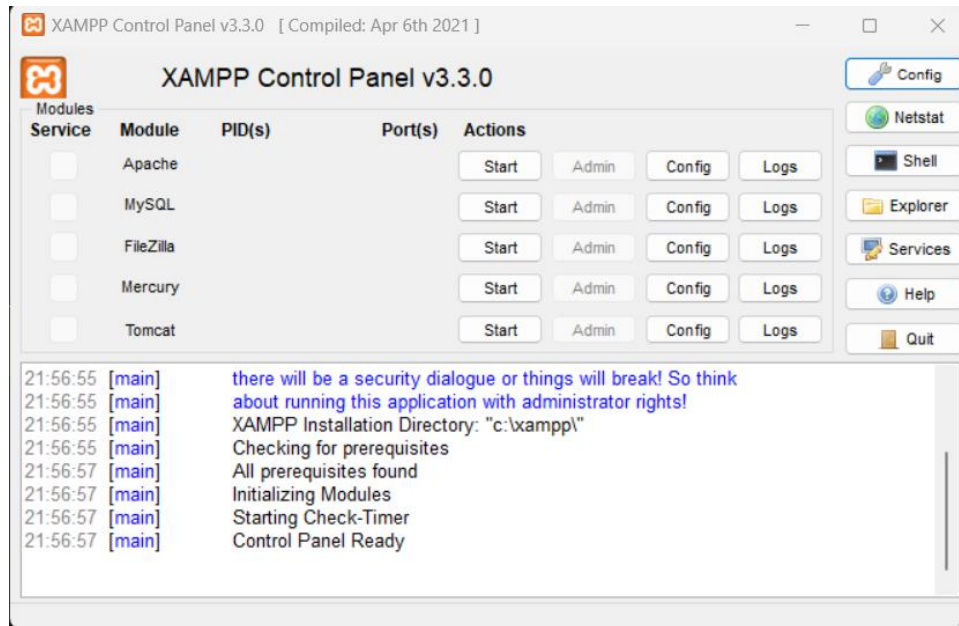 XAMPP Control Panel v3.3.0 [ Compiled: Apr 6th 2021 ]
XAMPP Control Panel v3.3.0
Config
Modules
Service Module PID(s) Port(s) Actions
Netstat
Apache Start Admin Config Logs
Shell
MySQL Start Admin Config Logs
Explorer
FileZilla Start Admin Config Logs
Services
Mercury Start Admin Config Logs
Help
Tomcat Start Admin Config Logs
Quit
21:56:55 [main] there will be a security dialogue or things will break! So think
21:56:55 [main] about running this application with administrator rights!
21:56:55 [main] XAMPP Installation Directory: "c:\xampp\"
21:56:55 [main] Checking for prerequisites
21:56:57 [main] All prerequisites found
21:56:57 [main] Initializing Modules
21:56:57 [main] Starting Check-Timer
21:56:57 [main] Control Panel Ready